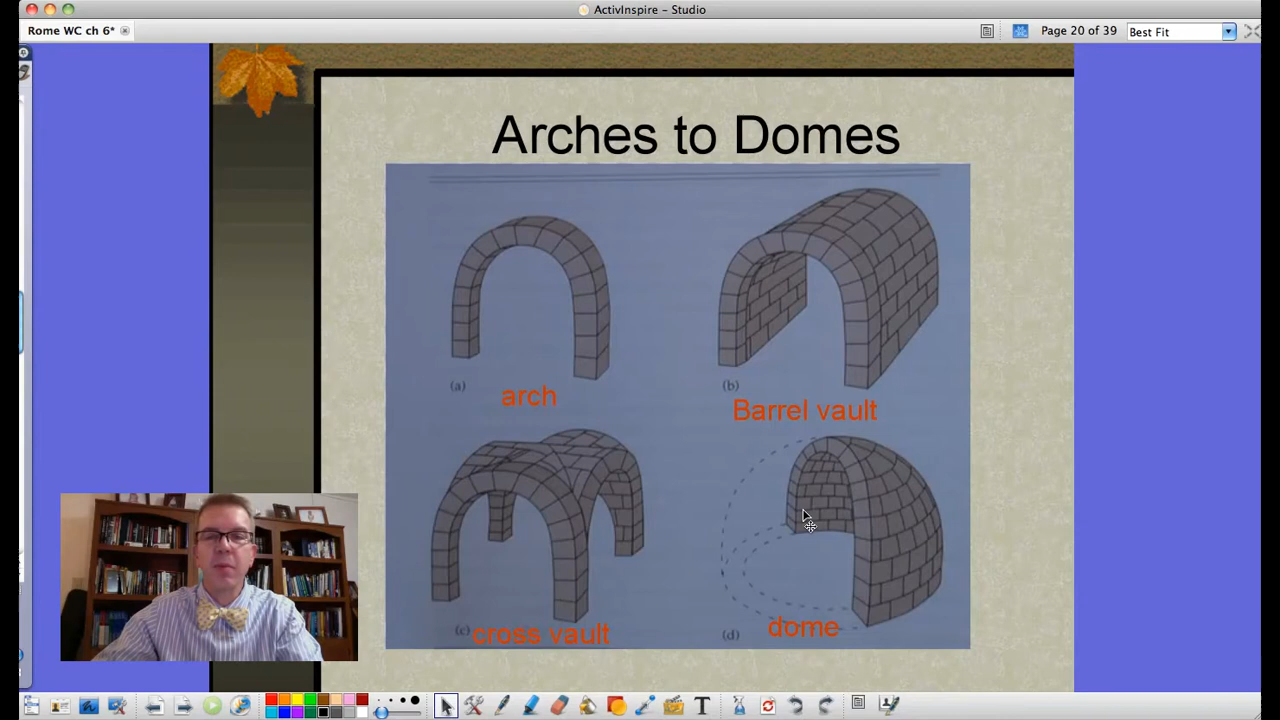 ActivInspire – Studio
Rome WC ch 6*
Page 20 of 39
Best Fit
Arches to Domes
(a)
arch
(b)
Barrel vault
(c)
cross vault
(d)
dome
T